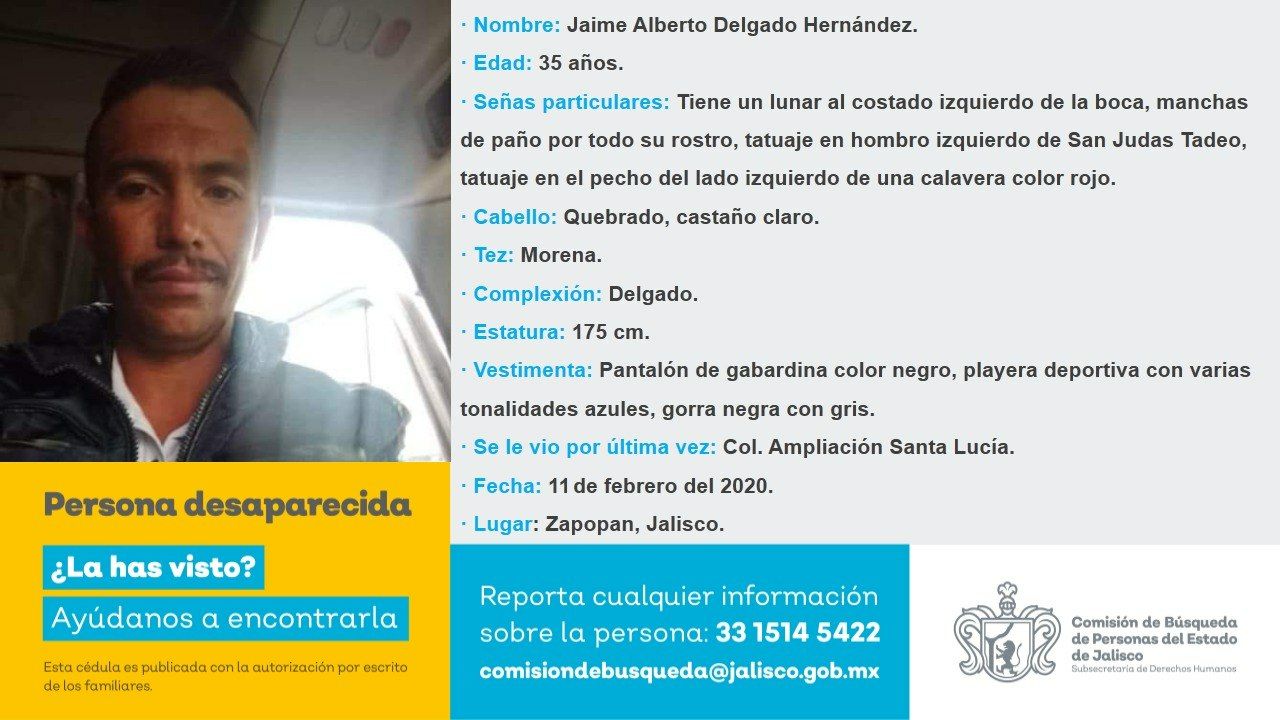 · Nombre: Jaime Alberto Delgado Hernández.
· Edad: 35 años.
· Señas particulares: Tiene un lunar al costado izquierdo de la boca, manchas
de paño por todo su rostro, tatuaje en hombro izquierdo de San Judas Tadeo,
tatuaje en el pecho del lado izquierdo de una calavera color rojo.
· Cabello: Quebrado, castaño claro.
· Tez: Morena.
· Complexión: Delgado.
· Estatura: 175 cm.
· Vestimenta: Pantalón de gabardina color negro, playera deportiva con varias
tonalidades azules, gorra negra con gris.
· Se le vio por última vez: Col. Ampliación Santa Lucía.
· Fecha: 11 de febrero del 2020.
· Lugar: Zapopan, Jalisco.
Persona desaparecida
¿La has visto?
Ayúdanos a encontrarla
Esta cédula es publicada con la autorización por escrito
de los familiares.
Reporta cualquier información
sobre la persona: 33 1514 5422
comisiondebusqueda@jalisco.gob.mx
Comisión de Búsqueda
de Personas del Estado
de Jalisco
Subsecretaría de Derechos Humanos